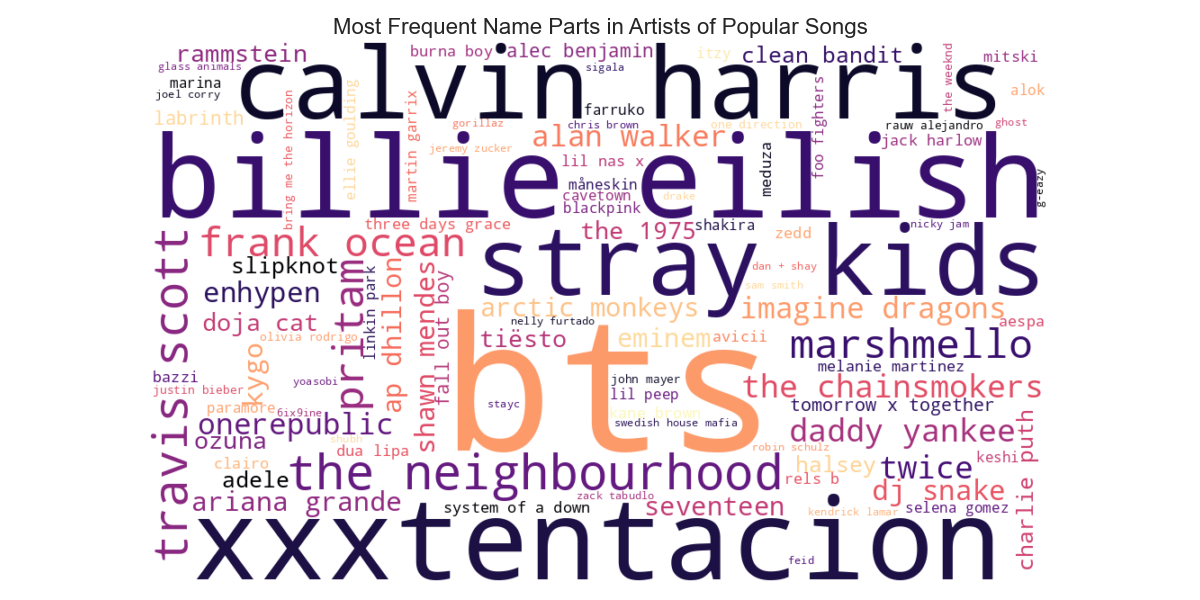 Most Frequent Name Parts in Artists of Popular Songs
rammstein
burna boy
alec benjamin
itzy
clean bandit
the weeknd
mitski
glass animals
calvin harris
sigala
marina
joel corry
alok
farruko
labrinth
bring me the horizon
ellie goulding
martin garrix
gorillaz
chris brown
one direction
foo fighters
rauw alejandro
ghost
alan walker
jack harlow
jeremy zucker
lil nas x
meduza
billie eilish
g-eazy
måneskin
cavetown
drake
blackpink
three days grace
the 1975
shakira
nicky jam
travis scott
frank ocean
zedd
stray kids
slipknot
linkin park
dan + shay
enhypen
pritam
ap dhillon
shawn mendes
fall out boy
sam smith
arctic monkeys
imagine dragons
doja cat
nelly furtado
aespa
olivia rodrigo
tiësto
eminem
avicii
bts
marshmello
kygo
melanie martinez
bazzi
yoasobi
john mayer
justin bieber
lil peep
the chainsmokers
paramore
6ix9ine
stayc
kane brown
tomorrow x together
onerepublic
swedish house mafia
daddy yankee
charlie puth
ozuna
shubh
dua lipa
robin schulz
clairo
the neighbourhood
halsey
twice
keshi
adele
rels b
ariana grande
zack tabudlo
dj snake
system of a down
seventeen
kendrick lamar
selena gomez
xxxtentacion
feid